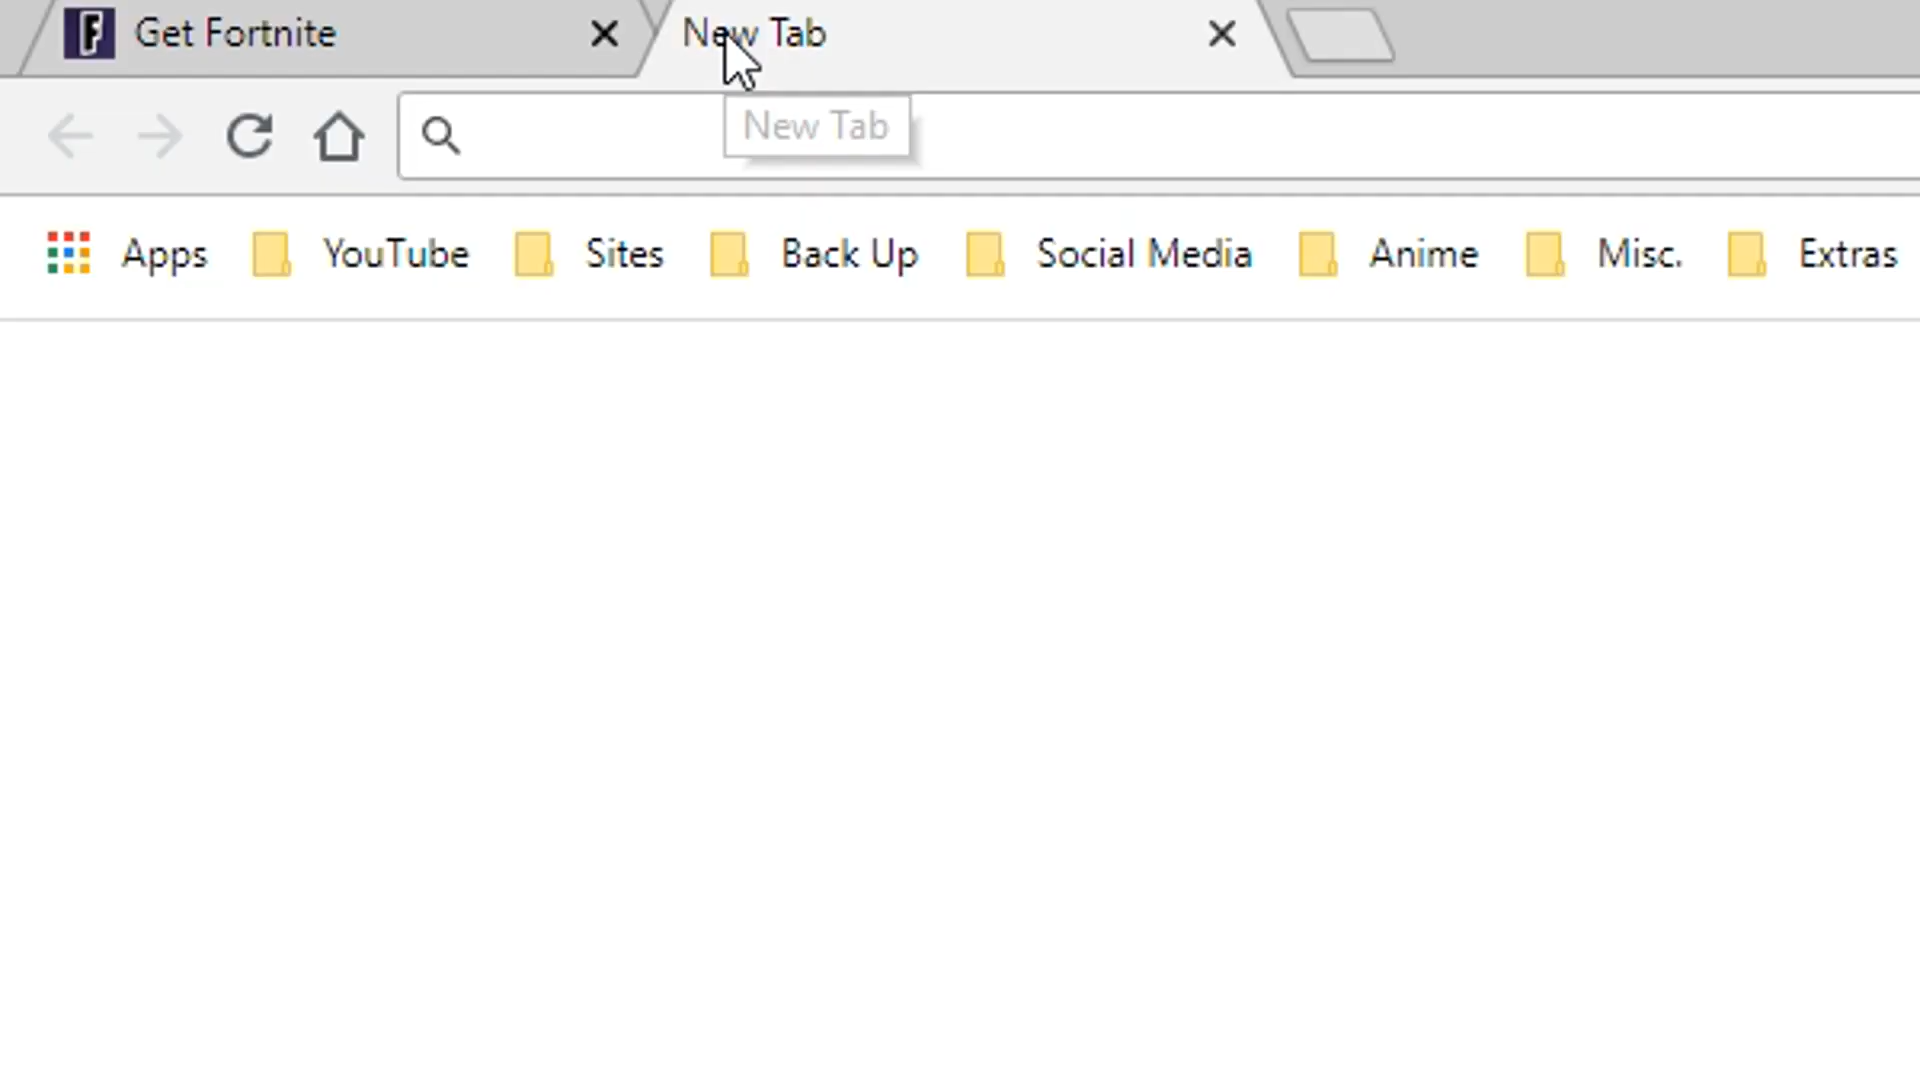 Get Fortnite New Tab
New Tab
Apps YouTube Sites Back Up Social Media Anime Misc. Extras